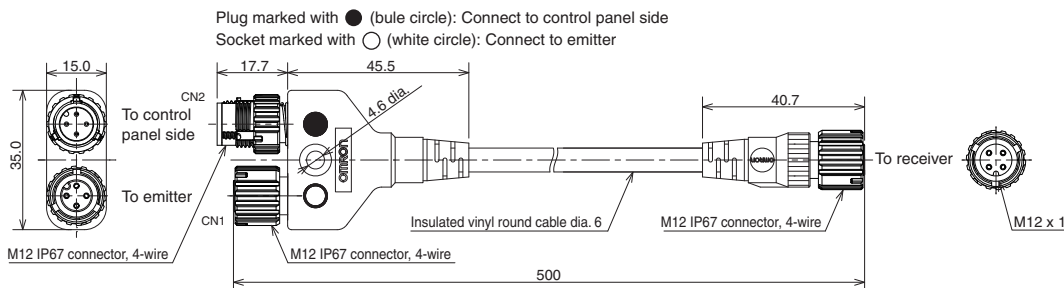 Plug marked with ● (bule circle): Connect to control panel side
Socket marked with ○ (white circle): Connect to emitter
15.0
17.7
45.5
40.7
4.6 dia.
CN2
To control
panel side
35.0
OMRON
OMRON
To receiver
To emitter
CN1
Insulated vinyl round cable dia. 6
M12 IP67 connector, 4-wire
M12 x 1
M12 IP67 connector, 4-wire
M12 IP67 connector, 4-wire
500